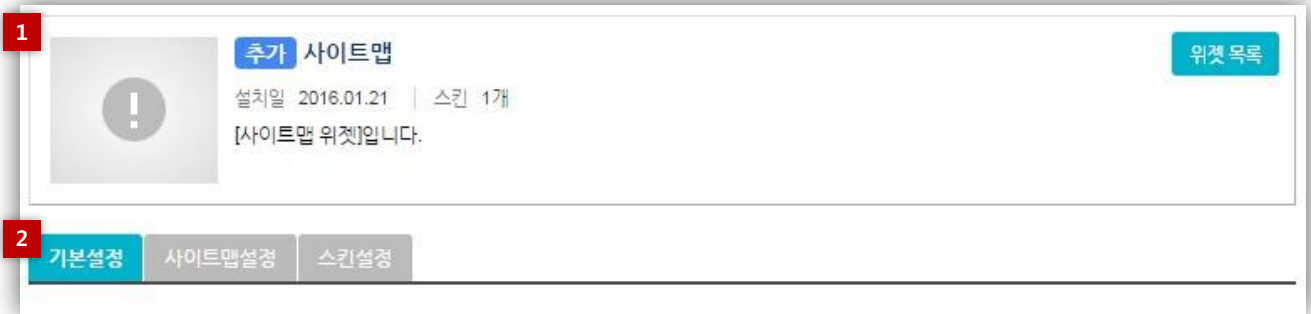 1
추가 사이트맵
위젯 목록
설치일 2016.01.21 | 스킨 1개
[사이트맵 위젯]입니다.
2
기본설정 사이트맵설정 스킨설정